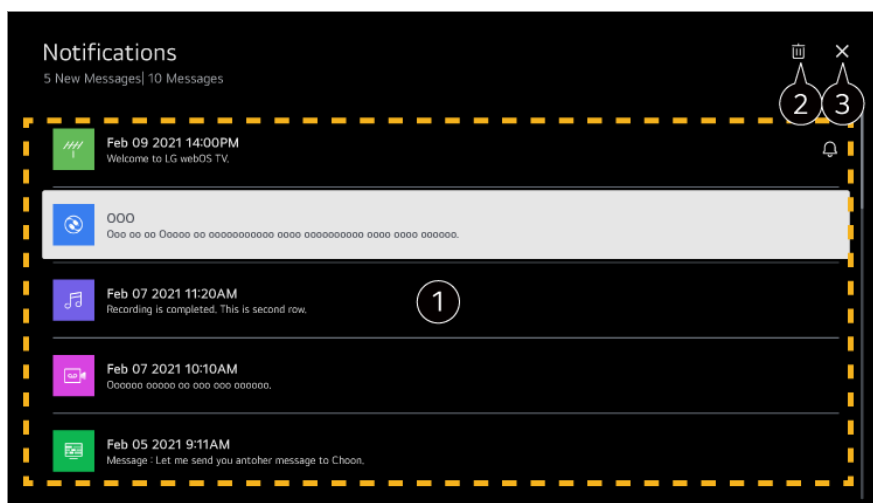 Notifications
5 New Messages| 10 Messages
2
3
Feb 09 2021 14:00PM
Welcome to LG webOS TV.
OOO
Ooo oo oo Ooooo oo ooooooooooo oooo oooooooooo oooo oooo oooooo.
Feb 07 2021 11:20AM
Recording is completed. This is second row.
1
Feb 07 2021 10:10AM
Oooooo ooooo oo ooo ooo oooooo.
Feb 05 2021 9:11AM
Message : Let me send you antoher message to Choon.